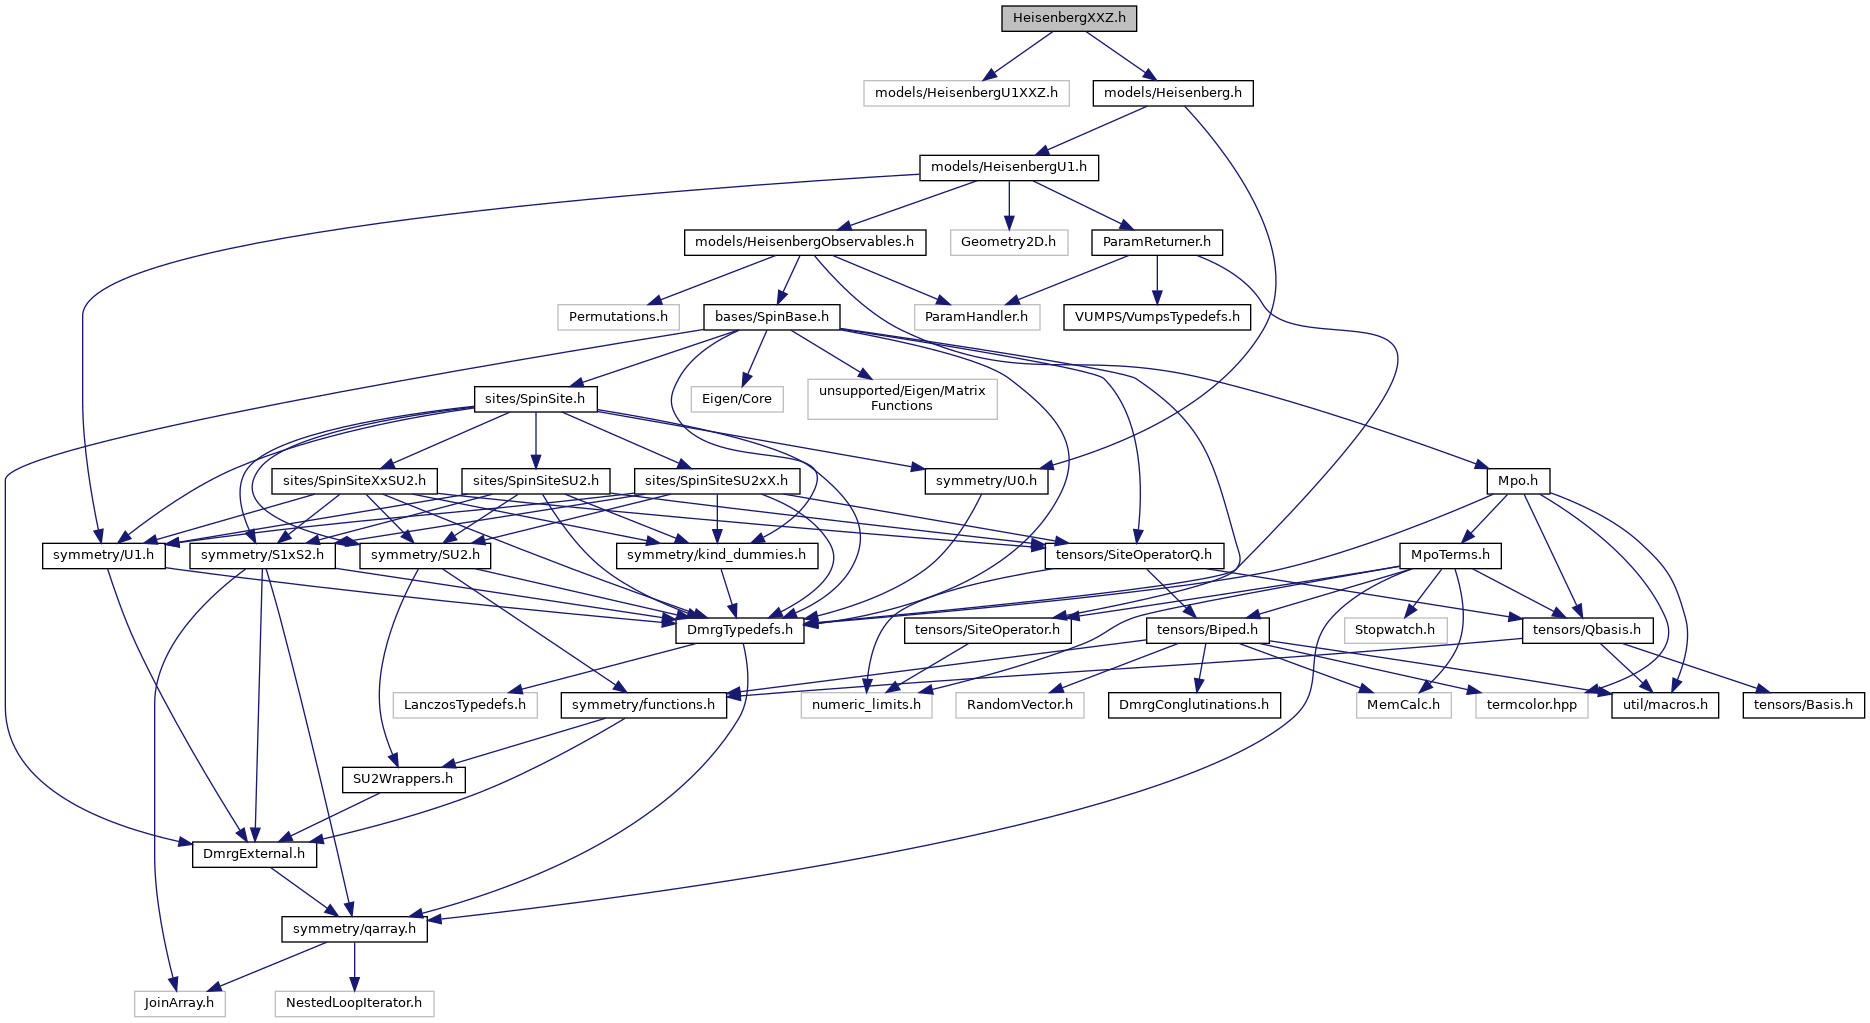 HeisenbergXXZ.h
models/HeisenbergU1XXZ.h
models/Heisenberg.h
models/HeisenbergU1.h
models/HeisenbergObservables.h
Geometry2D.h
ParamReturner.h
Permutations.h
bases/SpinBase.h
ParamHandler.h
VUMPS/VumpsTypedefs.h
sites/SpinSite.h
Eigen/Core
unsupported/Eigen/Matrix
Functions
sites/SpinSiteXxSU2.h
sites/SpinSiteSU2.h
sites/SpinSiteSU2xX.h
symmetry/U0.h
Mpo.h
symmetry/U1.h
symmetry/S1xS2.h
symmetry/SU2.h
symmetry/kind_dummies.h
tensors/SiteOperatorQ.h
MpoTerms.h
DmrgTypedefs.h
tensors/SiteOperator.h
tensors/Biped.h
Stopwatch.h
tensors/Qbasis.h
LanczosTypedefs.h
symmetry/functions.h
numeric_limits.h
RandomVector.h
DmrgConglutinations.h
MemCalc.h
termcolor.hpp
util/macros.h
tensors/Basis.h
SU2Wrappers.h
DmrgExternal.h
symmetry/qarray.h
JoinArray.h
NestedLoopIterator.h